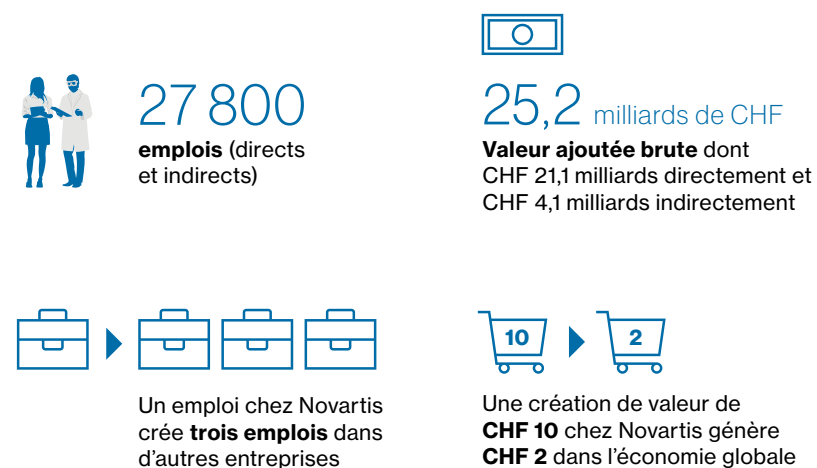 27 800
emplois (directs
et indirects)
25,2 milliards de CHF
Valeur ajoutée brute dont
CHF 21,1 milliards directement et
CHF 4,1 milliards indirectement
Un emploi chez Novartis
crée trois emplois dans
d'autres entreprises
10
2
Une création de valeur de
CHF 10 chez Novartis génère
CHF 2 dans l'économie globale